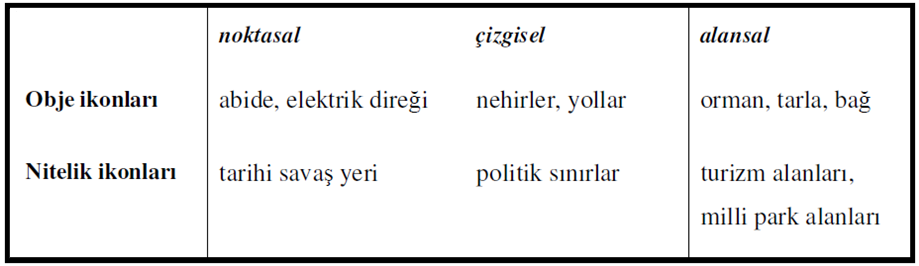 noktasal çizgisel alansal
Obje ikonları abide, elektrik direği nehirler, yollar orman, tarla, bağ
Nitelik ikonları tarihi savaş yeri politik sınırlar turizm alanları,
milli park alanları